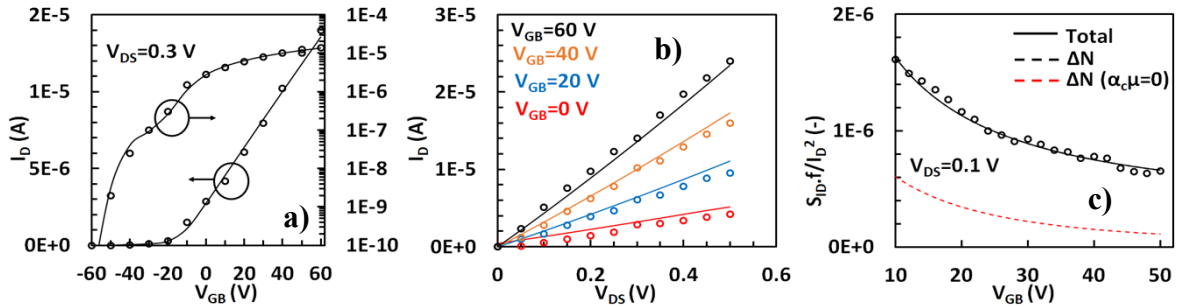 2E-5
1E-5
5E-6
0E+0
I_D (A)
V_DS=0.3 V
1E-4
1E-5
1E-6
1E-7
1E-8
1E-9
1E-10
a)
-60 -40 -20 0 20 40 60
V_GB (V)
b)
V_GB=60 V
V_GB=40 V
V_GB=20 V
V_GB=0 V
2E-5
1E-5
0E+0
I_D (A)
0 0.2 0.4 0.6
V_DS (V)
2E-6
1E-6
0E+0
S_ID.f/I_D² (-)
Total
ΔN
ΔN (α_cμ=0)
V_DS=0.1 V
c)
10 20 30 40 50
V_GB (V)